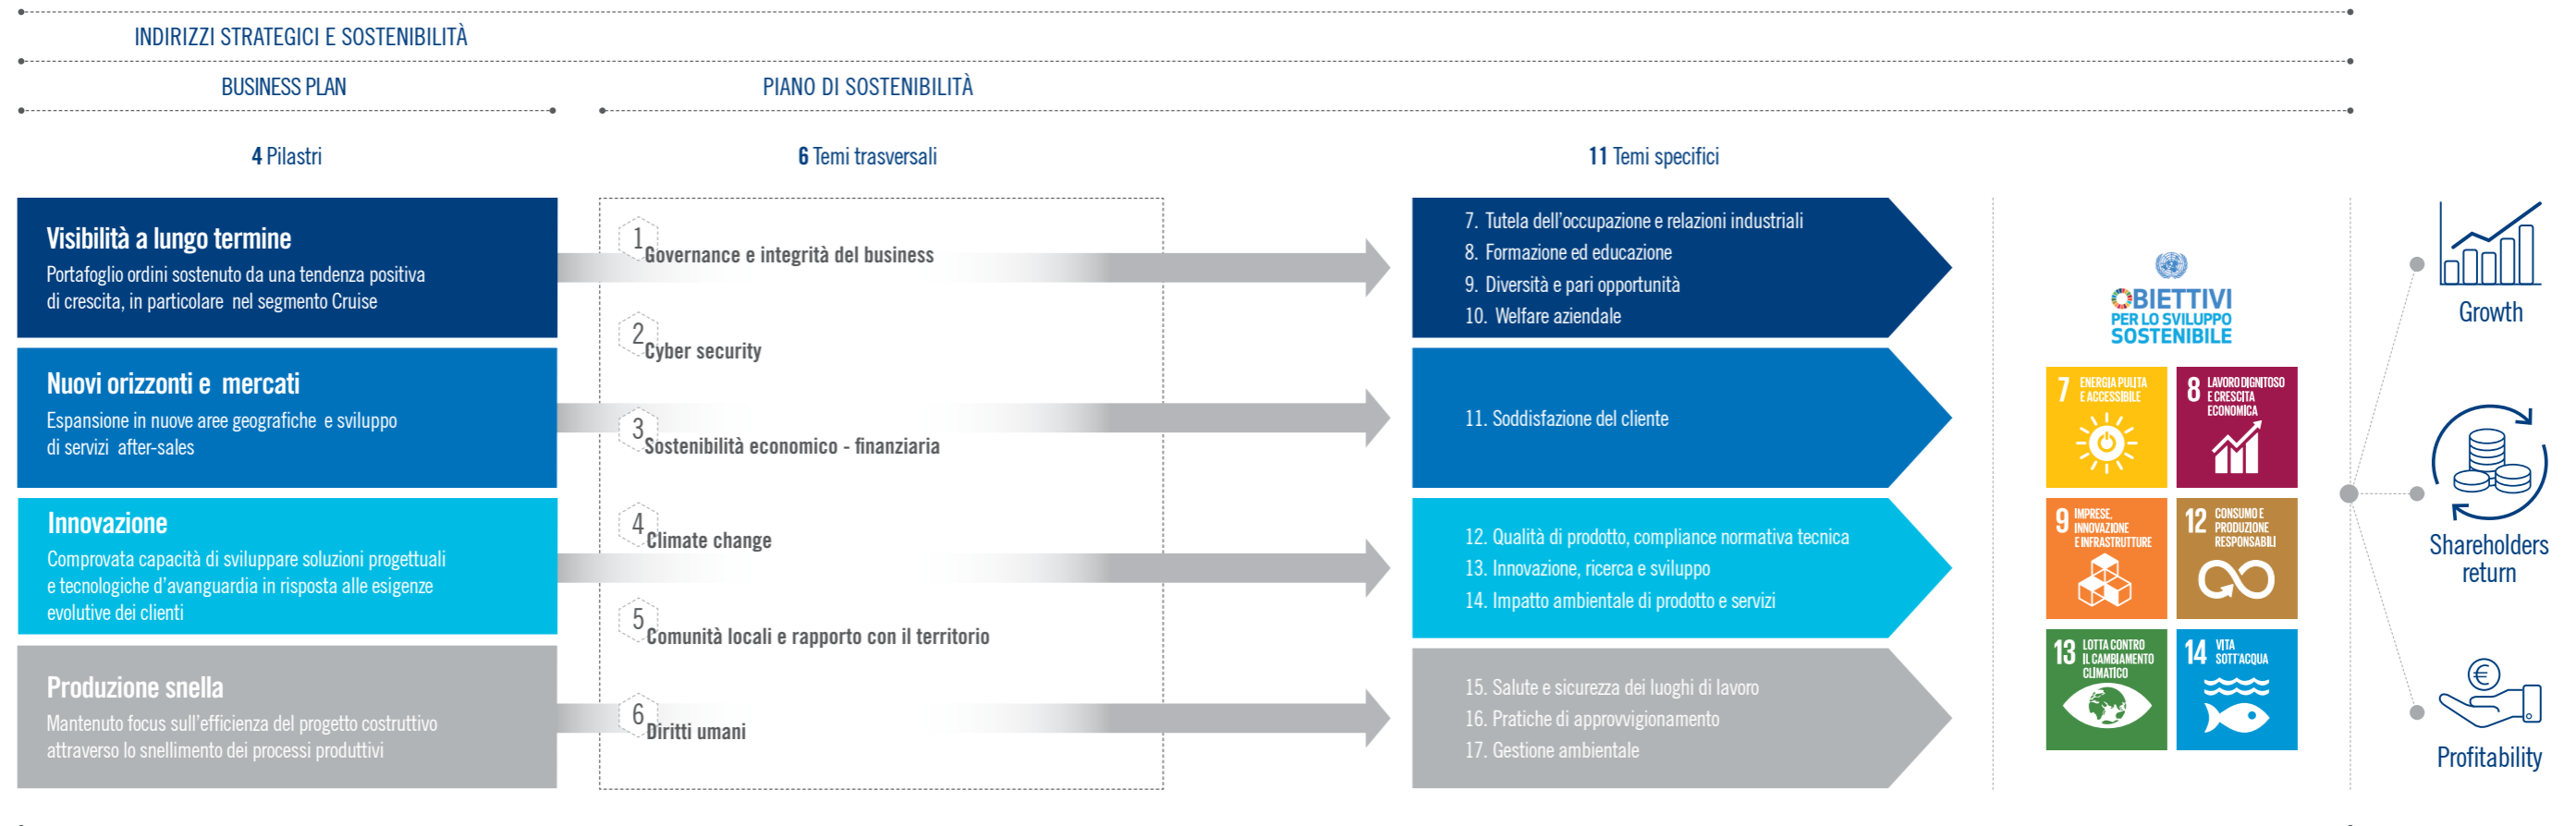 INDIRIZZI STRATEGICI E SOSTENIBILITÀ
BUSINESS PLAN
PIANO DI SOSTENIBILITÀ
4 Pilastri
6 Temi trasversali
11 Temi specifici
Visibilità a lungo termine
Portafoglio ordini sostenuto da una tendenza positiva
di crescita, in particolare nel segmento Cruise
Nuovi orizzonti e mercati
Espansione in nuove aree geografiche e sviluppo
di servizi after-sales
Innovazione
Comprovata capacità di sviluppare soluzioni progettuali
e tecnologiche d'avanguardia in risposta alle esigenze
evolutive dei clienti
Produzione snella
Mantenuto focus sull'efficienza del progetto costruttivo
attraverso lo snellimento dei processi produttivi
1
Governance e integrità del business
2
Cyber security
3
Sostenibilità economico - finanziaria
4
Climate change
5
Comunità locali e rapporto con il territorio
6
Diritti umani
7. Tutela dell'occupazione e relazioni industriali
8. Formazione ed educazione
9. Diversità e pari opportunità
10. Welfare aziendale
11. Soddisfazione del cliente
12. Qualità di prodotto, compliance normativa tecnica
13. Innovazione, ricerca e sviluppo
14. Impatto ambientale di prodotto e servizi
15. Salute e sicurezza dei luoghi di lavoro
16. Pratiche di approvvigionamento
17. Gestione ambientale
OBIETTIVI
PER LO SVILUPPO
SOSTENIBILE
7 ENERGIA PULITA
E ACCESSIBILE
8 LAVORO DIGNITOSO
E CRESCITA
ECONOMICA
9 IMPRESE,
INNOVAZIONE
E INFRASTRUTTURE
12 CONSUMO E
PRODUZIONE
RESPONSABILI
13 LOTTA CONTRO
IL CAMBIAMENTO
CLIMATICO
14 VITA
SOTT'ACQUA
Growth
Shareholders
return
€
Profitability